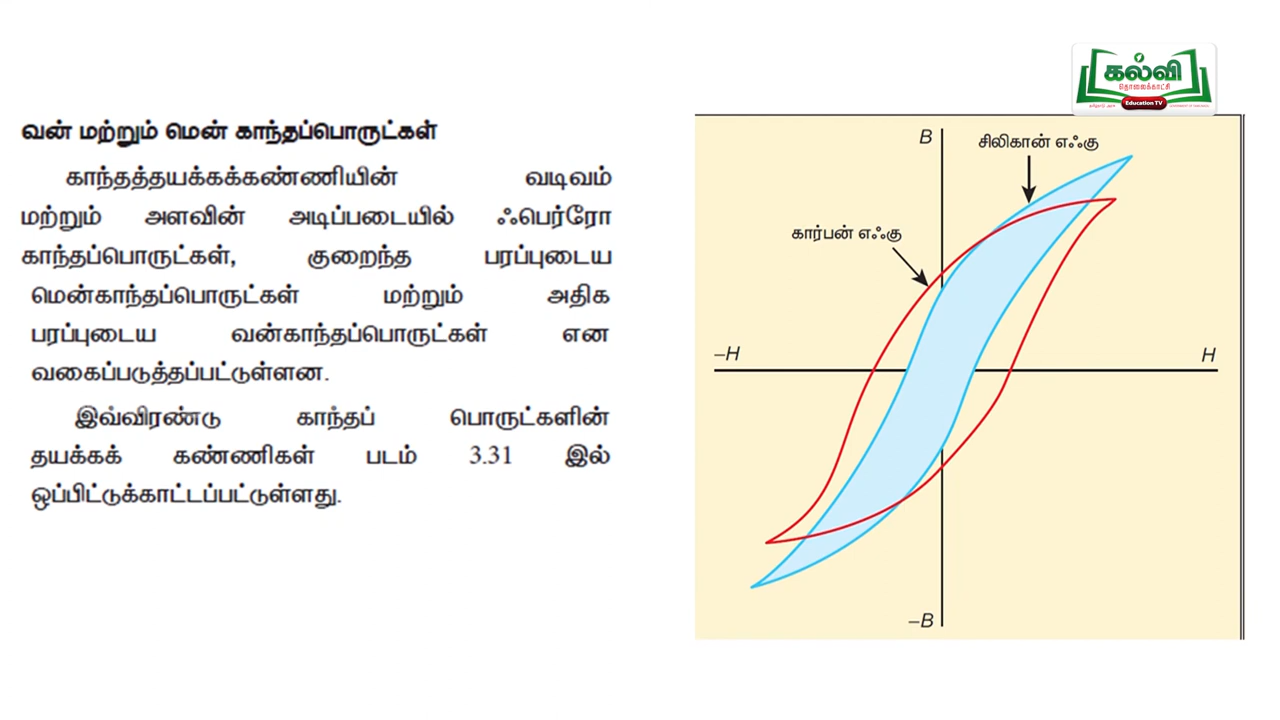 கல்வி
தொலைக்காட்சி
Education TV
வன் மற்றும் மென் காந்தப்பொருட்கள்
காந்தத்தயக்கக்கண்ணியின் வடிவம்
மற்றும் அளவின் அடிப்படையில் ஃபெர்ரோ
காந்தப்பொருட்கள், குறைந்த பரப்புடைய
மென்காந்தப்பொருட்கள் மற்றும் அதிக
பரப்புடைய வன்காந்தப்பொருட்கள் என
வகைப்படுத்தப்பட்டுள்ளன.
இவ்விரண்டு காந்தப் பொருட்களின்
தயக்கக் கண்ணிகள் படம் 3.31 இல்
ஒப்பிட்டுக்காட்டப்பட்டுள்ளது.
B
சிலிகான் எஃகு
கார்பன் எஃகு
–H
H
–B